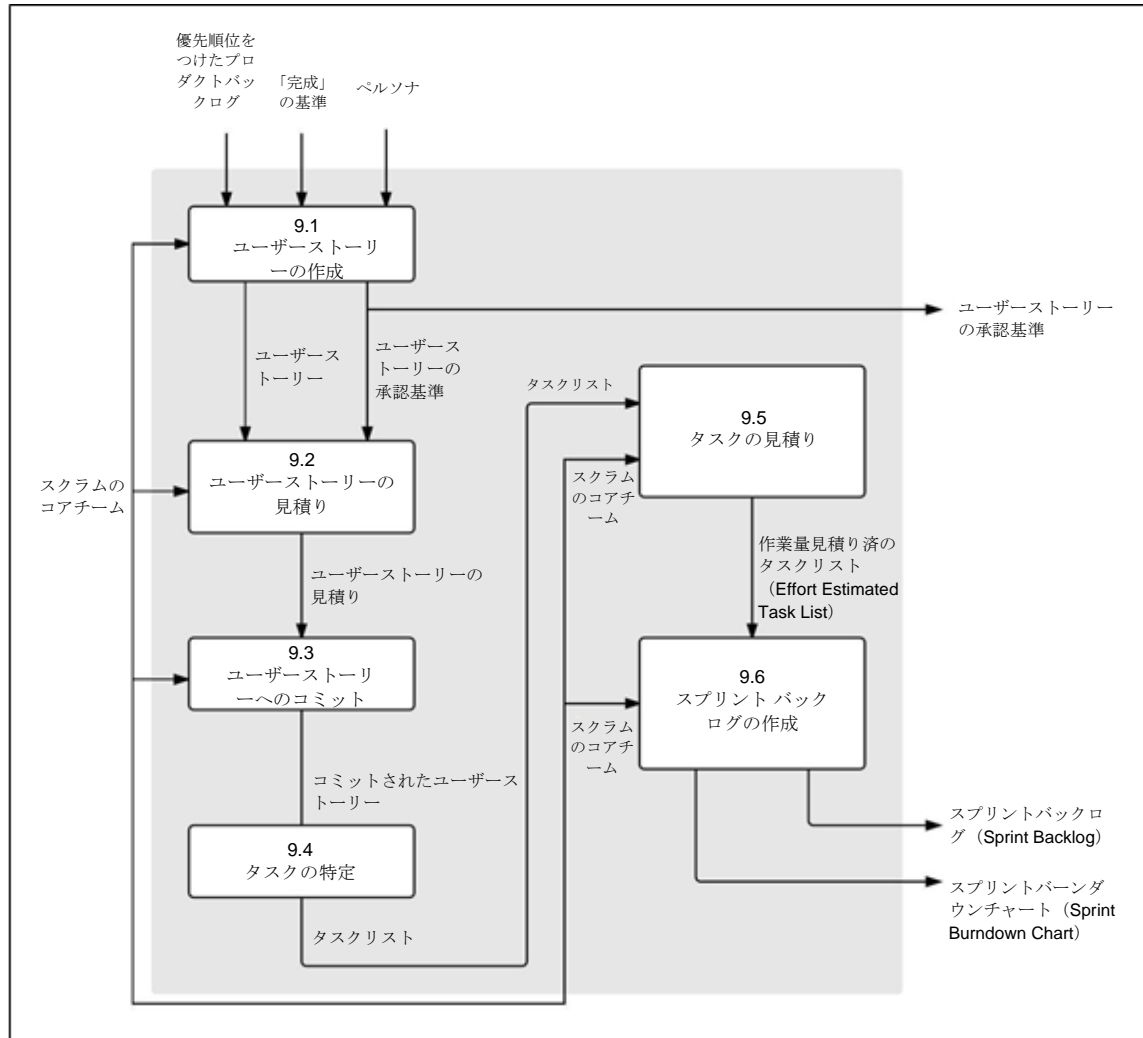 優先順位を
つけたプロ
ダクトバッ
クログ
「完成」
の基準
ペルソナ
9.1
ユーザーストーリ
ーの作成
ユーザース
トーリー
ユーザース
トーリーの
承認基準
ユーザーストーリー
の承認基準
スクラムの
コアチーム
9.2
ユーザーストーリーの
見積り
ユーザーストーリーの
見積り
9.3
ユーザーストーリ
ーへのコミット
コミットされたユーザース
トーリー
9.4
タスクの特定
タスクリスト
タスクリスト
9.5
タスクの見積り
スクラム
のコアチ
ーム
作業量見積り済の
タスクリスト
（Effort Estimated
Task List）
9.6
スプリント バック
ログの作成
スクラム
のコアチ
ーム
スプリントバックロ
グ（Sprint Backlog）
スプリントバーンダ
ウンチャート（Sprint
Burndown Chart）